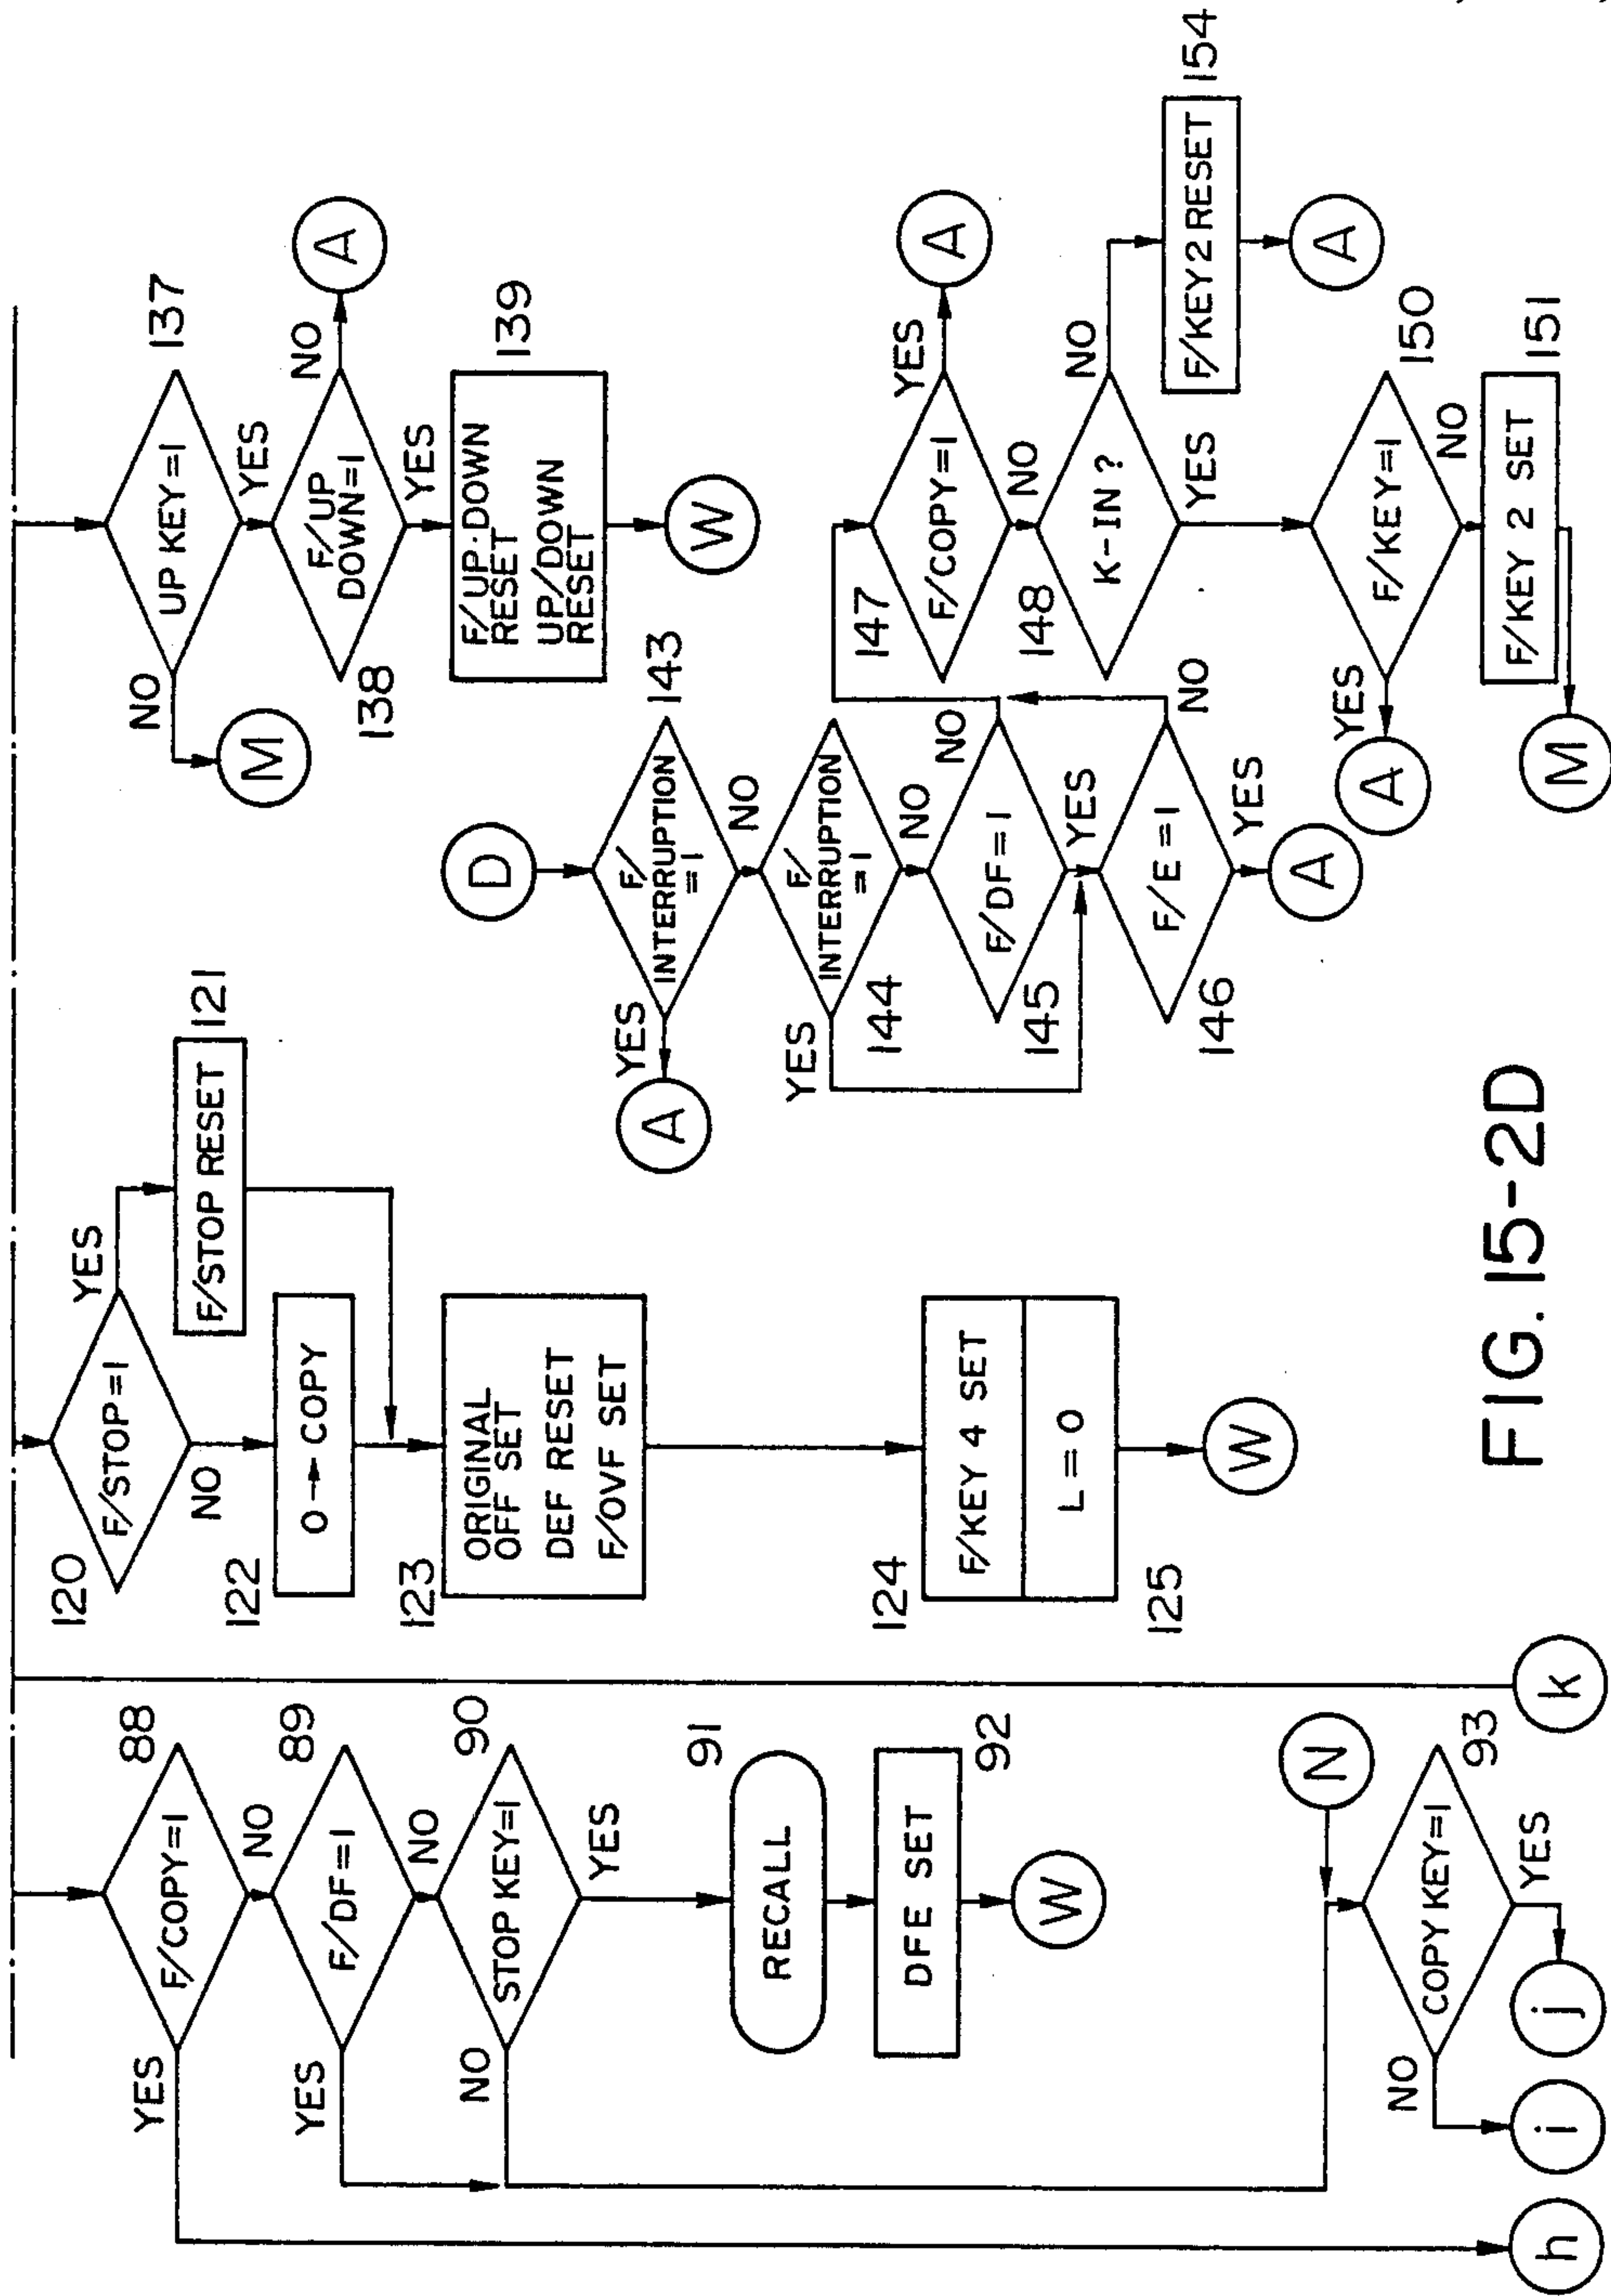 88
F/COPY=1
YES
NO
89
F/DF=1
YES
NO
90
STOP KEY=1
NO
YES
91
RECALL
92
DFE SET
W
N
93
COPY KEY=1
NO
YES
h
i
j
k
120
F/STOP=1
YES
NO
121
F/STOP RESET
122
O→COPY
123
ORIGINAL
OFF SET
DEF RESET
F/OVF SET
124
F/KEY 4 SET
L=O
125
W
137
UP KEY=1
NO
YES
M
138
F/UP
DOWN=1
NO
A
YES
139
F/UP·DOWN
RESET
UP/DOWN
RESET
W
D
143
F/
INTERRUPTION
=1
YES
NO
A
144
F/
INTERRUPTION
=1
YES
NO
145
F/DF=1
NO
YES
146
F/E=1
NO
YES
A
147
F/COPY=1
YES
A
NO
148
K-IN ?
NO
YES
154
F/KEY2 RESET
A
150
F/KEY=1
YES
NO
A
151
F/KEY 2 SET
M
FIG. 15-2D